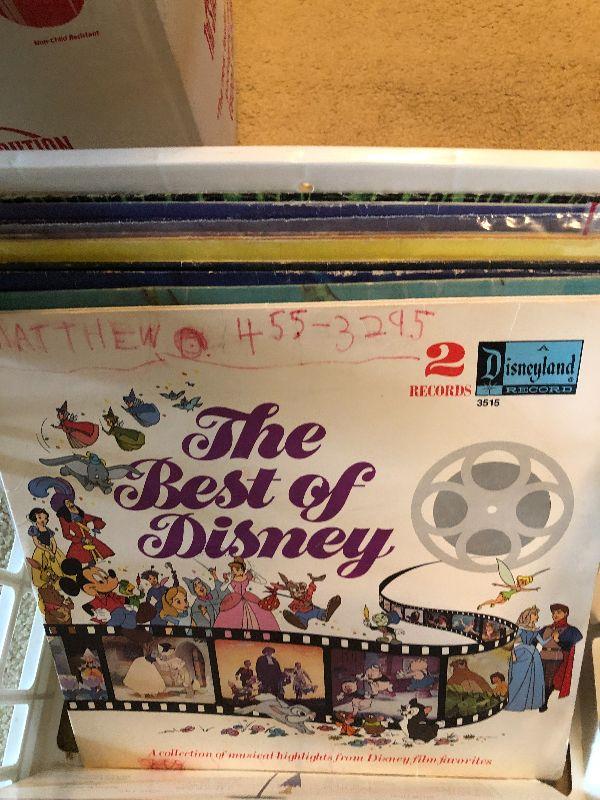 Non-Child Resistant
MATTHEW O. 455-3295
2
RECORDS
A
Disneyland
RECORD
3515
The
Best of
Disney
A collection of musical highlights from Disney film favorites